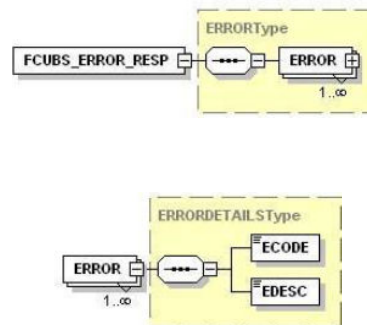 ERRORType
FCUBS_ERROR_RESP
ERROR
1..∞
ERRORDETAILSType
ECODE
ERROR
1..∞
EDESC